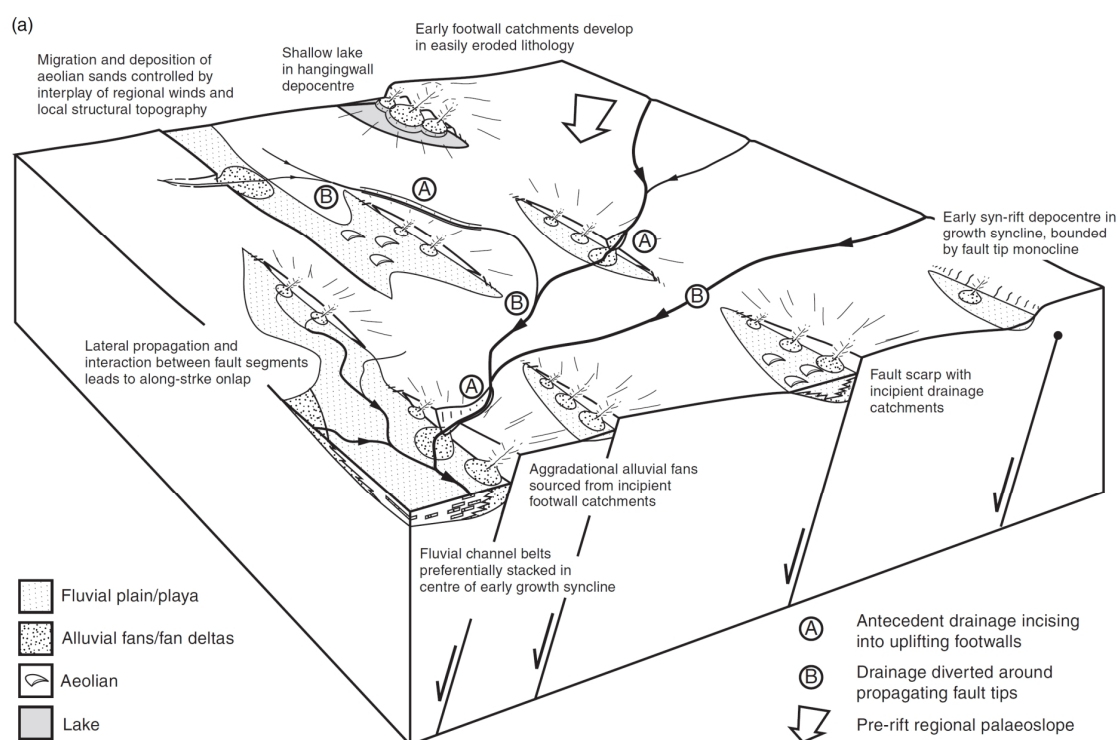 (a)
Early footwall catchments develop
in easily eroded lithology
Shallow lake
in hangingwall
depocentre
Migration and deposition of
aeolian sands controlled by
interplay of regional winds and
local structural topography
A
B
A
Early syn-rift depocentre in
growth syncline, bounded
by fault tip monocline
B
B
Lateral propagation and
interaction between fault segments
leads to along-strke onlap
A
Fault scarp with
incipient drainage
catchments
Aggradational alluvial fans
sourced from incipient
footwall catchments
Fluvial channel belts
preferentially stacked in
centre of early growth syncline
Fluvial plain/playa
Alluvial fans/fan deltas
Aeolian
Lake
A Antecedent drainage incising
into uplifting footwalls
B Drainage diverted around
propagating fault tips
Pre-rift regional palaeoslope